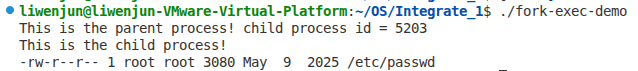 liwenjun@liwenjun-VMware-Virtual-Platform:~/OS/Integrate_1$ ./fork-exec-demo
This is the parent process! child process id = 5203
This is the child process!
-rw-r--r-- 1 root root 3080 May  9  2025 /etc/passwd